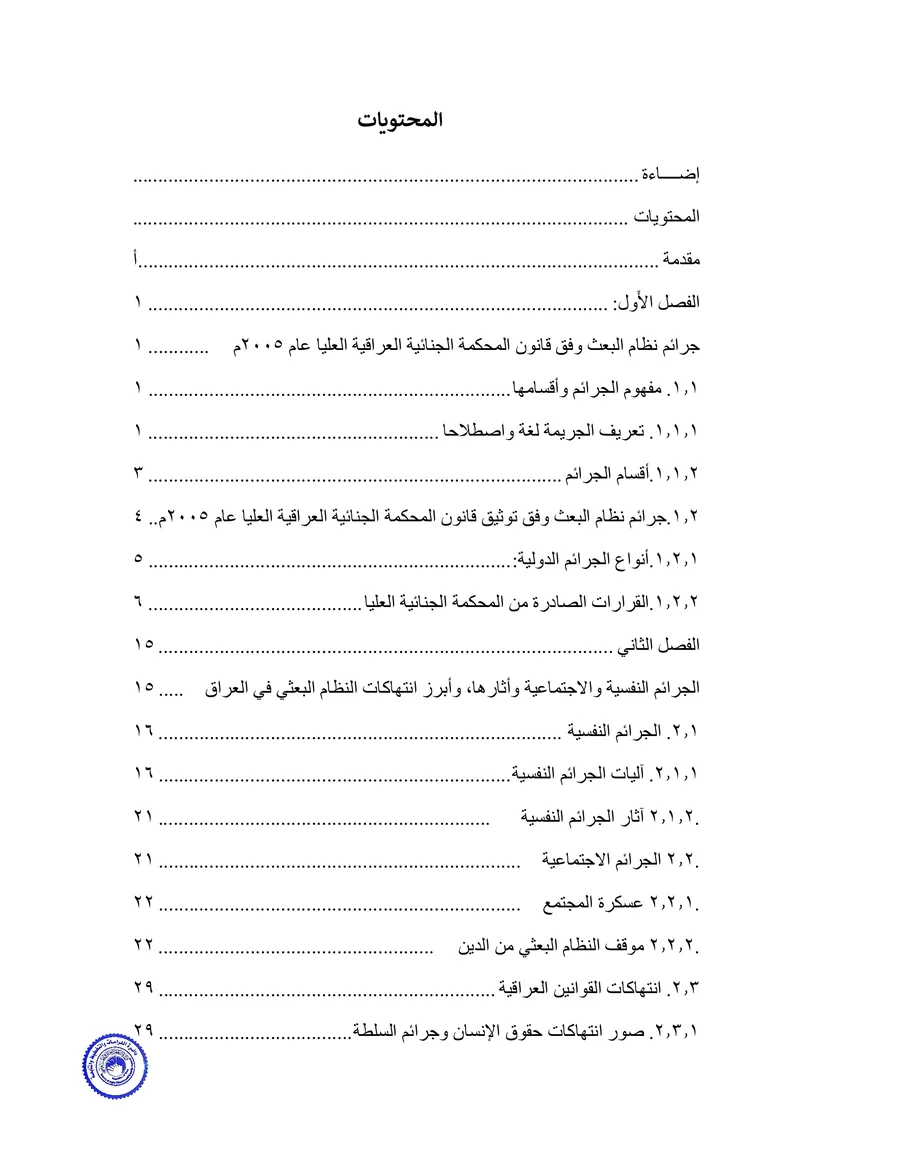 المحتويات
إضـــاءة ....................................................................................................
المحتويات ..................................................................................................
مقدمة .......................................................................................................أ
الفصل الأول: ........................................................................................... ١
جرائم نظام البعث وفق قانون المحكمة الجنائية العراقية العليا عام ٢٠٠٥م ............ ١
١,١. مفهوم الجرائم وأقسامها....................................................................... ١
١,١,١. تعريف الجريمة لغة واصطلاحا ......................................................... ١
١,١,٢.أقسام الجرائم .................................................................................. ٣
١,٢.جرائم نظام البعث وفق توثيق قانون المحكمة الجنائية العراقية العليا عام ٢٠٠٥م.. ٤
١,٢,١.أنواع الجرائم الدولية:....................................................................... ٥
١,٢,٢.القرارات الصادرة من المحكمة الجنائية العليا.......................................... ٦
الفصل الثاني ......................................................................................... ١٥
الجرائم النفسية والاجتماعية وأثارها، وأبرز انتهاكات النظام البعثي في العراق ..... ١٥
٢,١. الجرائم النفسية ............................................................................... ١٦
٢,١,١. آليات الجرائم النفسية..................................................................... ١٦
.٢,١,٢ آثار الجرائم النفسية ................................................................. ٢١
.٢,٢ الجرائم الاجتماعية ....................................................................... ٢١
.٢,٢,١ عسكرة المجتمع ....................................................................... ٢٢
.٢,٢,٢ موقف النظام البعثي من الدين ...................................................... ٢٢
٢,٣. انتهاكات القوانين العراقية .................................................................. ٢٩
٢,٣,١. صور انتهاكات حقوق الإنسان وجرائم السلطة...................................... ٢٩